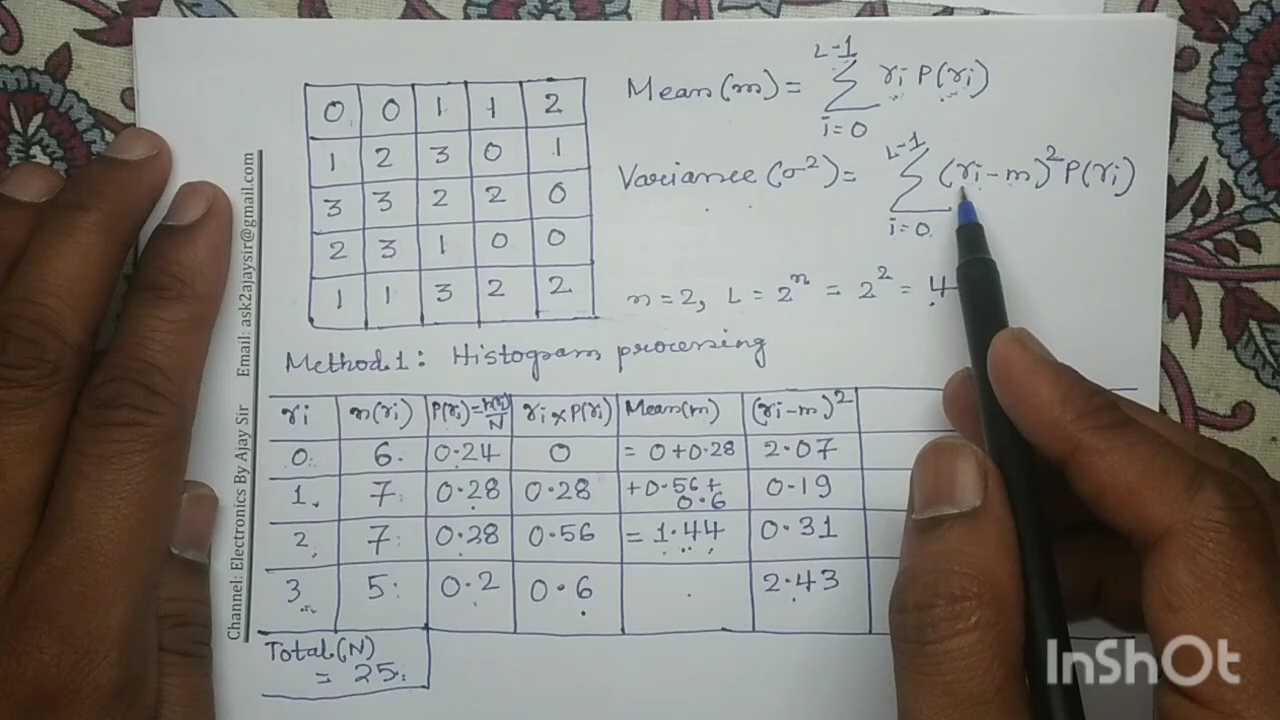 0 0 1 1 2
1 2 3 0 1
3 3 2 2 0
2 3 1 0 0
1 1 3 2 2
Mean(m) = L-1 Σ i=0 ri P(ri)
Variance(σ²) = L-1 Σ i=0 (ri-m)² P(ri)
n=2, L = 2ⁿ = 2² = 4
Method.1: Histogram processing
ri n(ri) P(ri)=n(ri)/N ri×P(ri) Mean(m) (ri-m)²
0. 6. 0.24 0 = 0+0.28 2.07
1. 7. 0.28 0.28 +0.56+0.6 0.19
2. 7. 0.28 0.56 = 1.44 0.31
3 5. 0.2 0.6 2.43
Total(N)
= 25.
Channel: Electronics By Ajay Sir Email: ask2ajaysir@gmail.com
InShOt